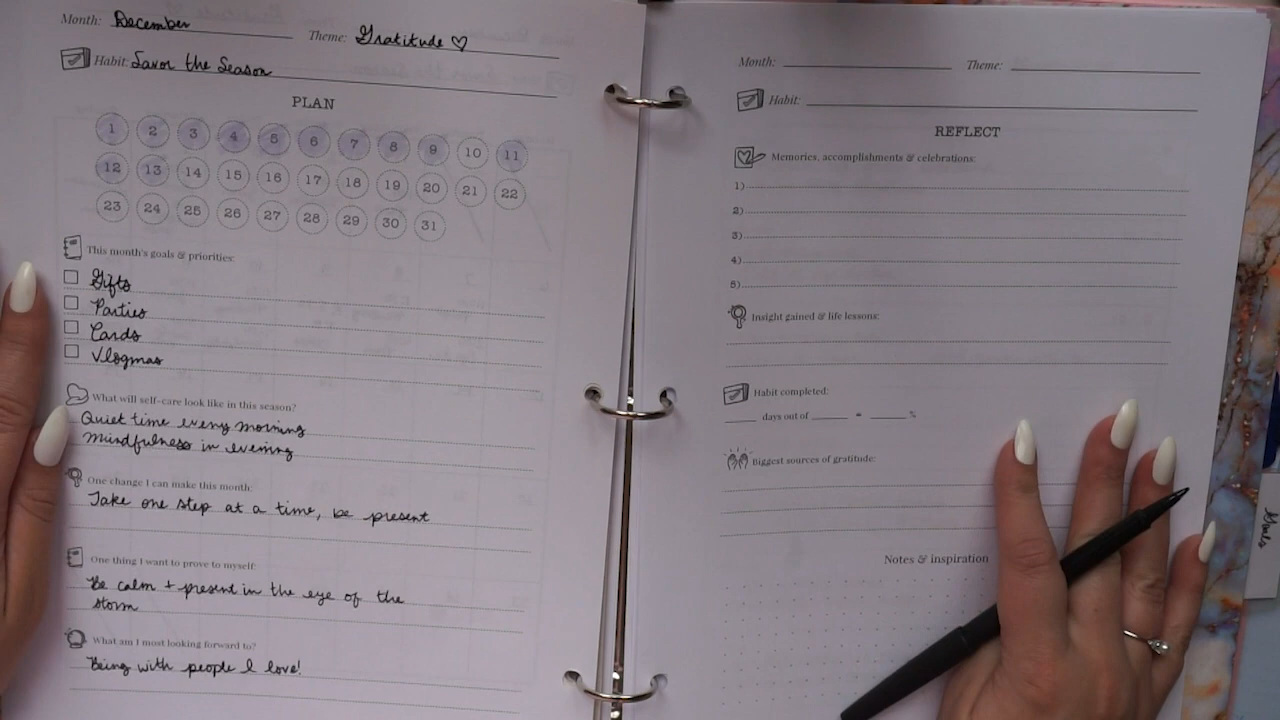 Month: December Theme: Gratitude ♡
Habit: Savor the Season
PLAN
1 2 3 4 5 6 7 8 9 10 11
12 13 14 15 16 17 18 19 20 21 22
23 24 25 26 27 28 29 30 31
This month's goals & priorities:
Gifts
Parties
Cards
Vlogmas
What will self-care look like in this season?
Quiet time every morning
Mindfulness in evening
One change I can make this month:
Take one step at a time, be present
One thing I want to prove to myself:
Be calm + present in the eye of the
storm
What am I most looking forward to?
Being with people I love!
Month: Theme:
Habit:
REFLECT
Memories, accomplishments & celebrations:
1)
2)
3)
4)
5)
Insight gained & life lessons:
Habit completed:
days out of = %
Biggest sources of gratitude:
Notes & inspiration
Goals